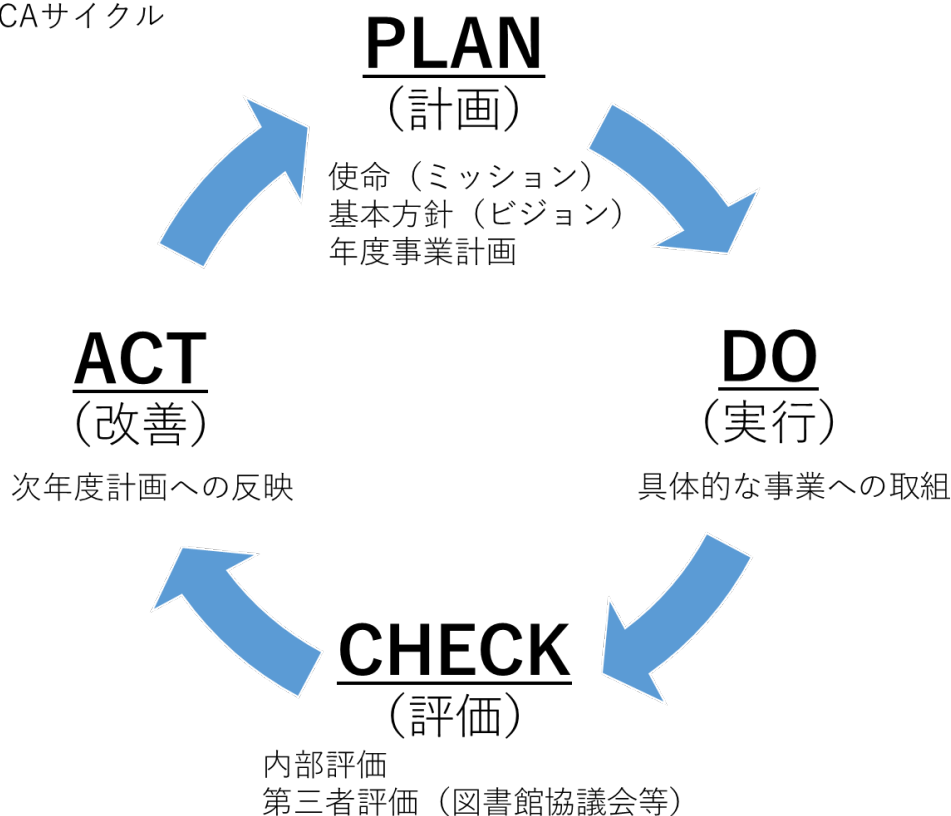 CAサイクル
PLAN
（計画）
使命（ミッション）
基本方針（ビジョン）
年度事業計画
ACT
（改善）
次年度計画への反映
DO
（実行）
具体的な事業への取組
CHECK
（評価）
内部評価
第三者評価（図書館協議会等）